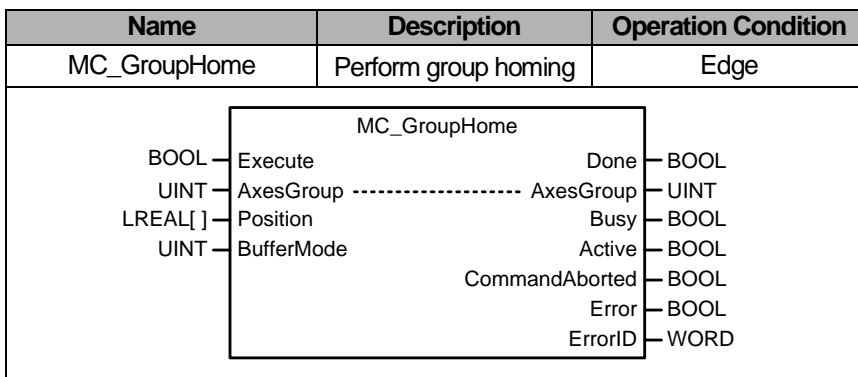 Name Description Operation Condition
MC_GroupHome Perform group homing Edge
MC_GroupHome
BOOL Execute Done BOOL
UINT AxesGroup AxesGroup UINT
LREAL[ ] Position Busy BOOL
UINT BufferMode Active BOOL
CommandAborted BOOL
Error BOOL
ErrorID WORD